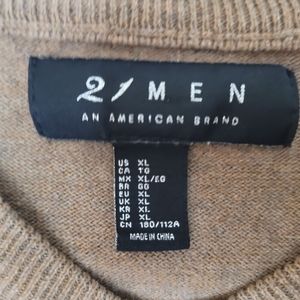 21 MEN
AN AMERICAN BRAND
US XL
CA TG
MX XL/EG
BR GG
EU XL
UK XL
KR XL
JP XL
CN 180/112A
MADE IN CHINA